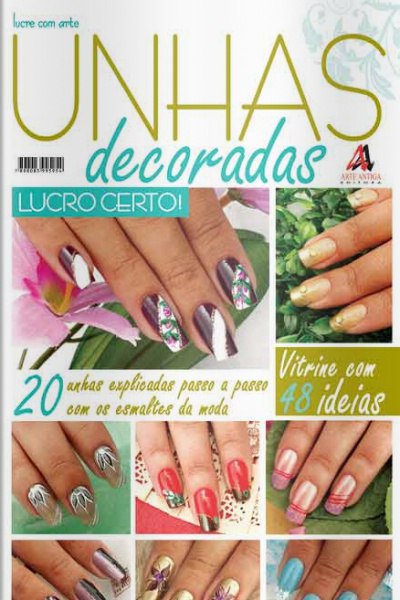 lucre com arte
UNHAS
decoradas
ARTE ANTIGA
EDITORA
LUCRO CERTO!
20 unhas explicadas passo a passo
com os esmaltes da moda
Vitrine com
48 ideias